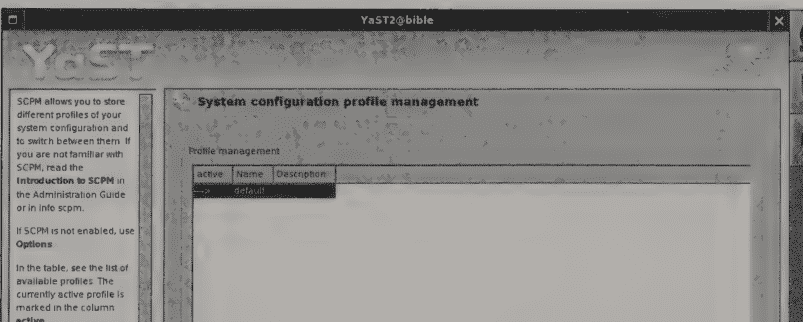 YaST2@bible
YaST
SCPM allows you to store
different profiles of your
system configuration and
to switch between them. If
you are not familiar with
SCPM, read the
Introduction to SCPM in
the Administration Guide
or in info scpm.
If SCPM is not enabled, use
Options
In the table, see the list of
available profiles. The
currently active profile is
marked in the column
active
System configuration profile management
Profile management
active Name Description
---> default